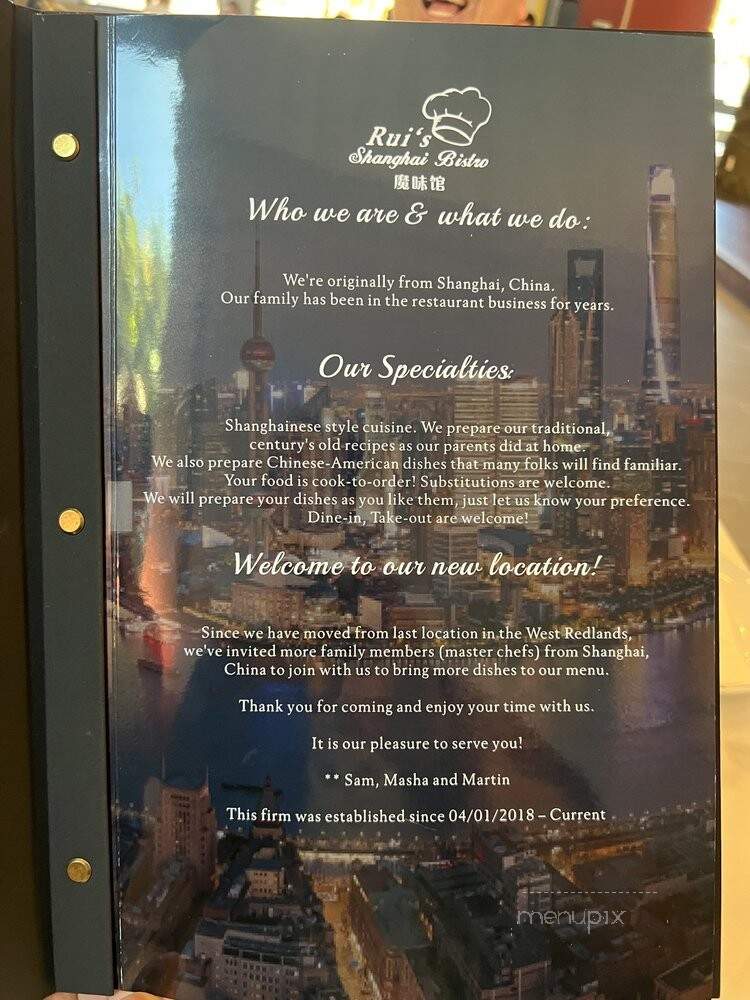 Rui's
Shanghai Bistro
魔味馆
Who we are & what we do:
We're originally from Shanghai, China.
Our family has been in the restaurant business for years.
Our Specialties:
Shanghainese style cuisine. We prepare our traditional,
century's old recipes as our parents did at home.
We also prepare Chinese-American dishes that many folks will find familiar.
Your food is cook-to-order! Substitutions are welcome.
We will prepare your dishes as you like them, just let us know your preference.
Dine-in, Take-out are welcome!
Welcome to our new location!
Since we have moved from last location in the West Redlands,
we've invited more family members (master chefs) from Shanghai,
China to join with us to bring more dishes to our menu.
Thank you for coming and enjoy your time with us.
It is our pleasure to serve you!
** Sam, Masha and Martin
This firm was established since 04/01/2018 – Current
menupix